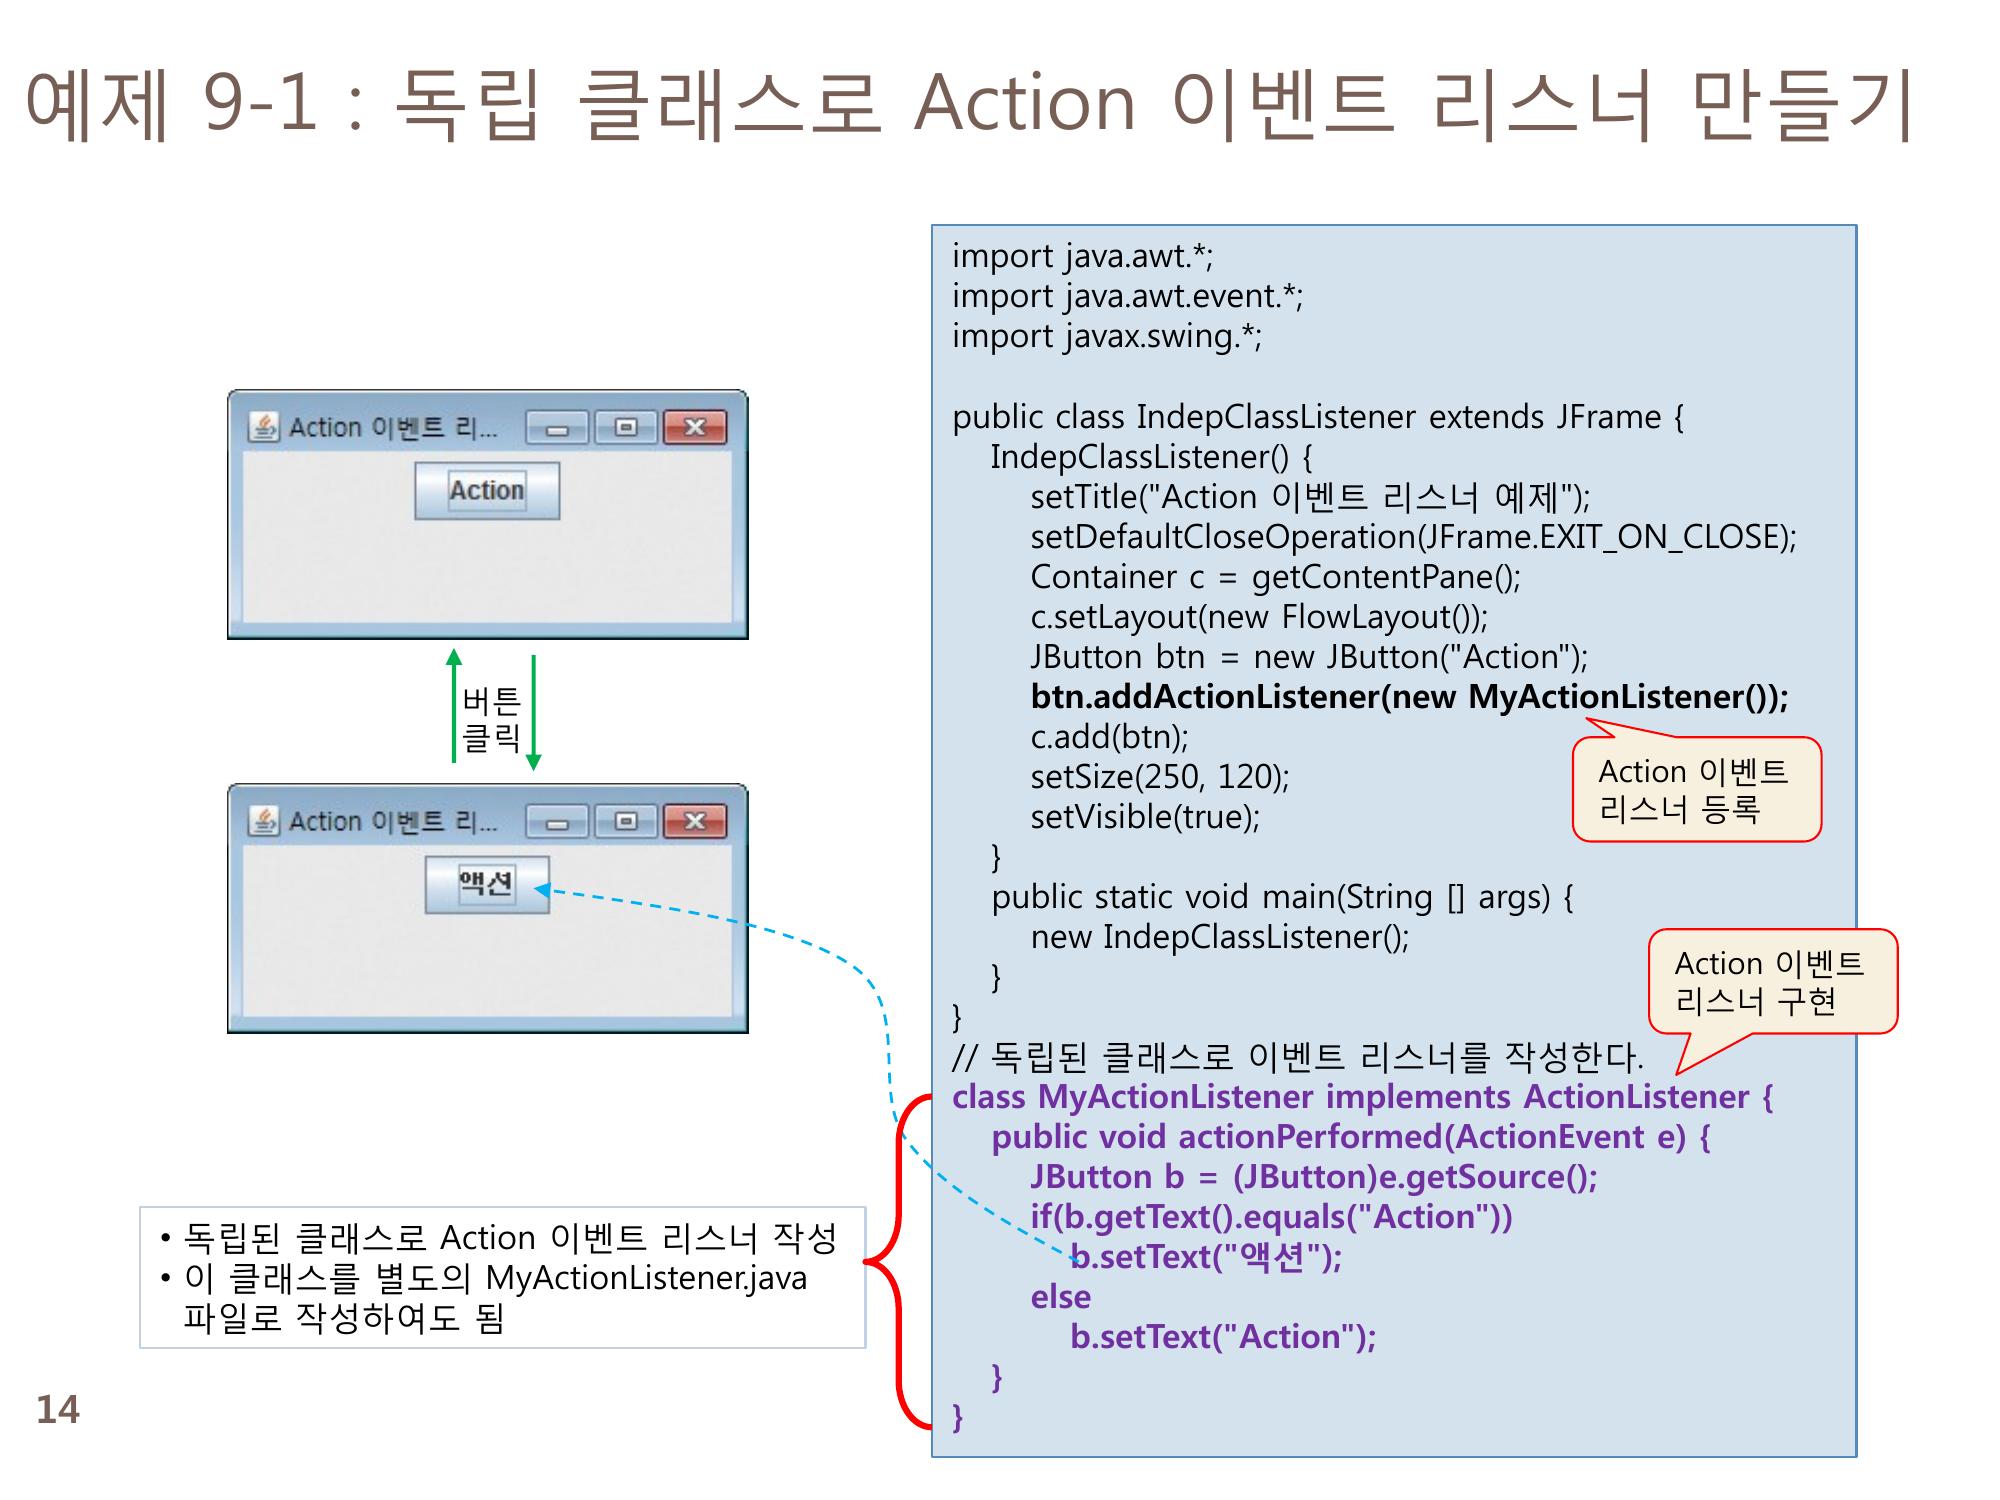 예제 9-1 : 독립 클래스로 Action 이벤트 리스너 만들기
Action 이벤트 리...
Action
버튼
클릭
Action 이벤트 리...
액션
• 독립된 클래스로 Action 이벤트 리스너 작성
• 이 클래스를 별도의 MyActionListener.java
파일로 작성하여도 됨
import java.awt.*;
import java.awt.event.*;
import javax.swing.*;
public class IndepClassListener extends JFrame {
IndepClassListener() {
setTitle("Action 이벤트 리스너 예제");
setDefaultCloseOperation(JFrame.EXIT_ON_CLOSE);
Container c = getContentPane();
c.setLayout(new FlowLayout());
JButton btn = new JButton("Action");
btn.addActionListener(new MyActionListener());
c.add(btn);
setSize(250, 120);
setVisible(true);
}
public static void main(String [] args) {
new IndepClassListener();
}
}
// 독립된 클래스로 이벤트 리스너를 작성한다.
class MyActionListener implements ActionListener {
public void actionPerformed(ActionEvent e) {
JButton b = (JButton)e.getSource();
if(b.getText().equals("Action"))
b.setText("액션");
else
b.setText("Action");
}
}
Action 이벤트
리스너 등록
Action 이벤트
리스너 구현
14